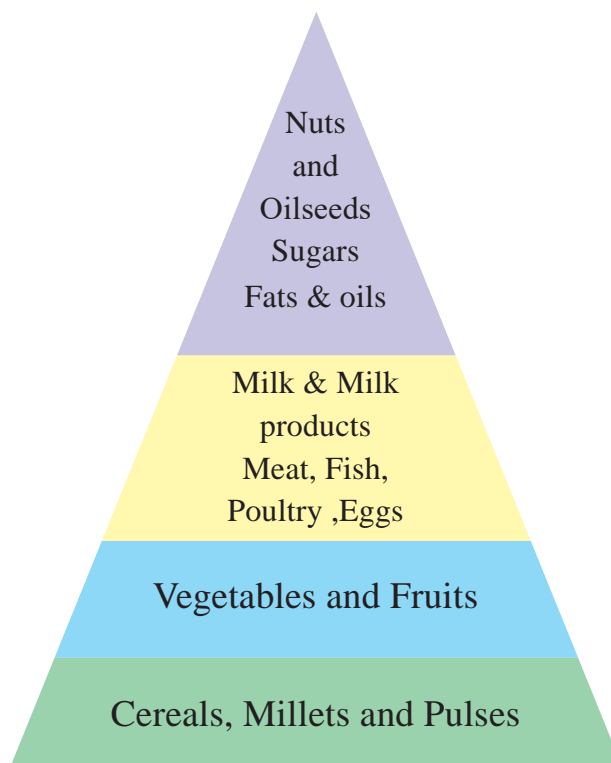 Nuts
and
Oilseeds
Sugars
Fats & oils
Milk & Milk
products
Meat, Fish,
Poultry ,Eggs
Vegetables and Fruits
Cereals, Millets and Pulses